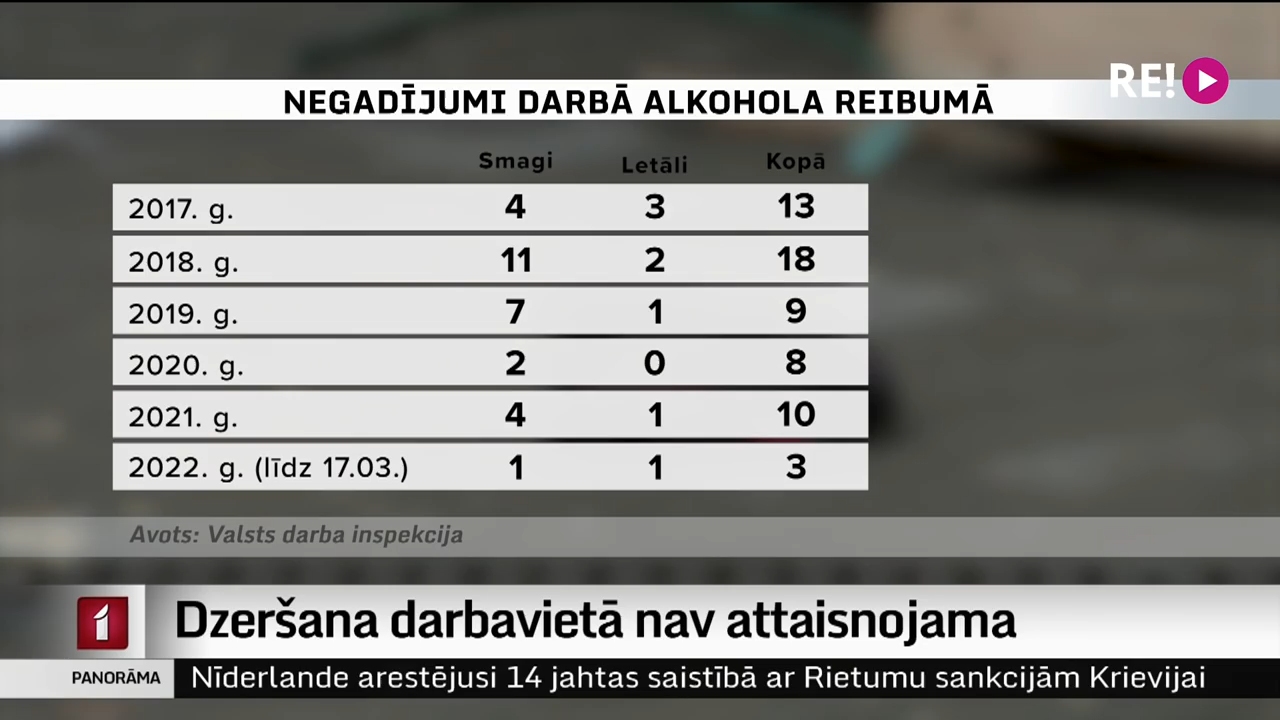 RE!
NEGADĪJUMI DARBĀ ALKOHOLA REIBUMĀ
Smagi Letāli Kopā
2017. g. 4 3 13
2018. g. 11 2 18
2019. g. 7 1 9
2020. g. 2 0 8
2021. g. 4 1 10
2022. g. (līdz 17.03.) 1 1 3
Avots: Valsts darba inspekcija
1 Dzeršana darbavietā nav attaisnojama
PANORĀMA Nīderlande arestējusi 14 jahtas saistībā ar Rietumu sankcijām Krievijai